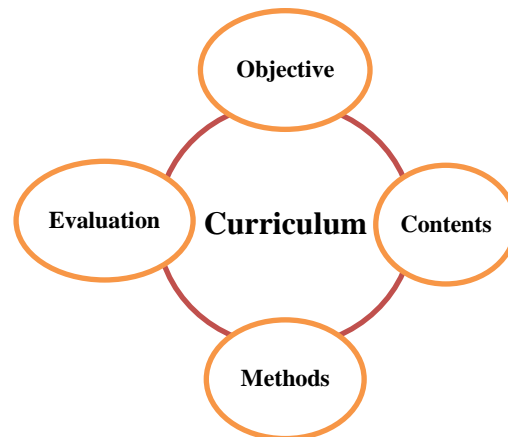 Objective
Evaluation
Curriculum
Contents
Methods